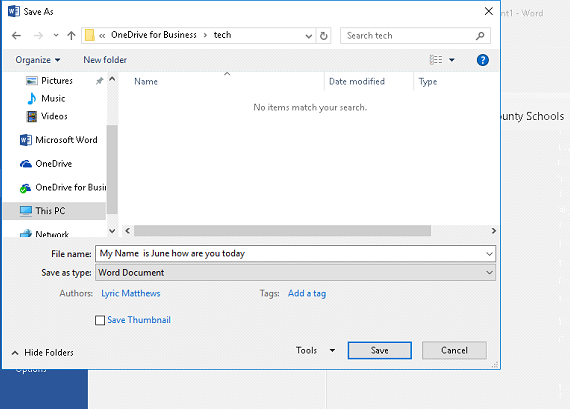 Save As
nt1 - Word
« OneDrive for Business › tech
Search tech
Organize
New folder
?
Name
Date modified
Type
Pictures
Music
Videos
Microsoft Word
OneDrive
OneDrive for Busi
This PC
Network
No items match your search.
ounty Schools
File name: My Name  is June how are you today
Save as type: Word Document
Authors: Lyric Matthews
Tags: Add a tag
Save Thumbnail
Hide Folders
Tools
Save
Cancel
Options